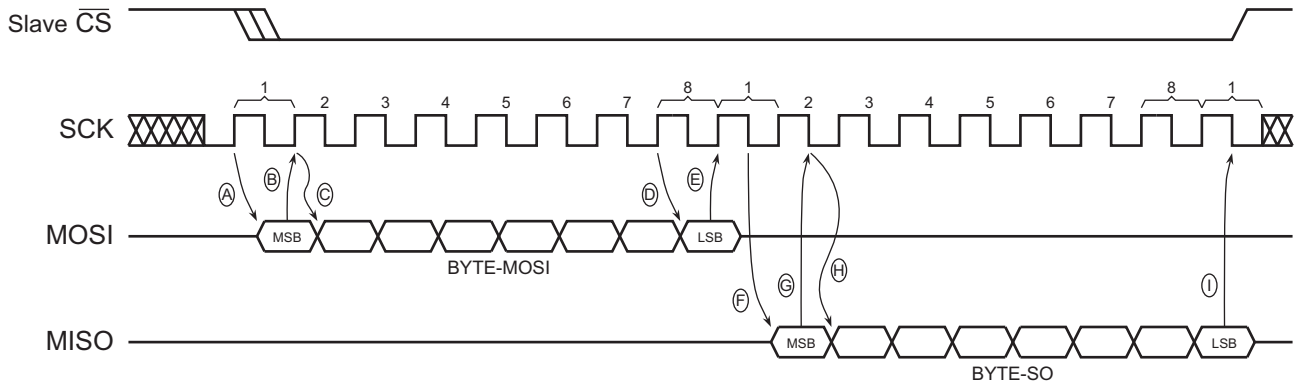 Slave CS
1 2 3 4 5 6 7 8 1 2 3 4 5 6 7 8 1
SCK
A B C D E
MOSI MSB LSB
BYTE-MOSI
F G H I
MISO MSB LSB
BYTE-SO